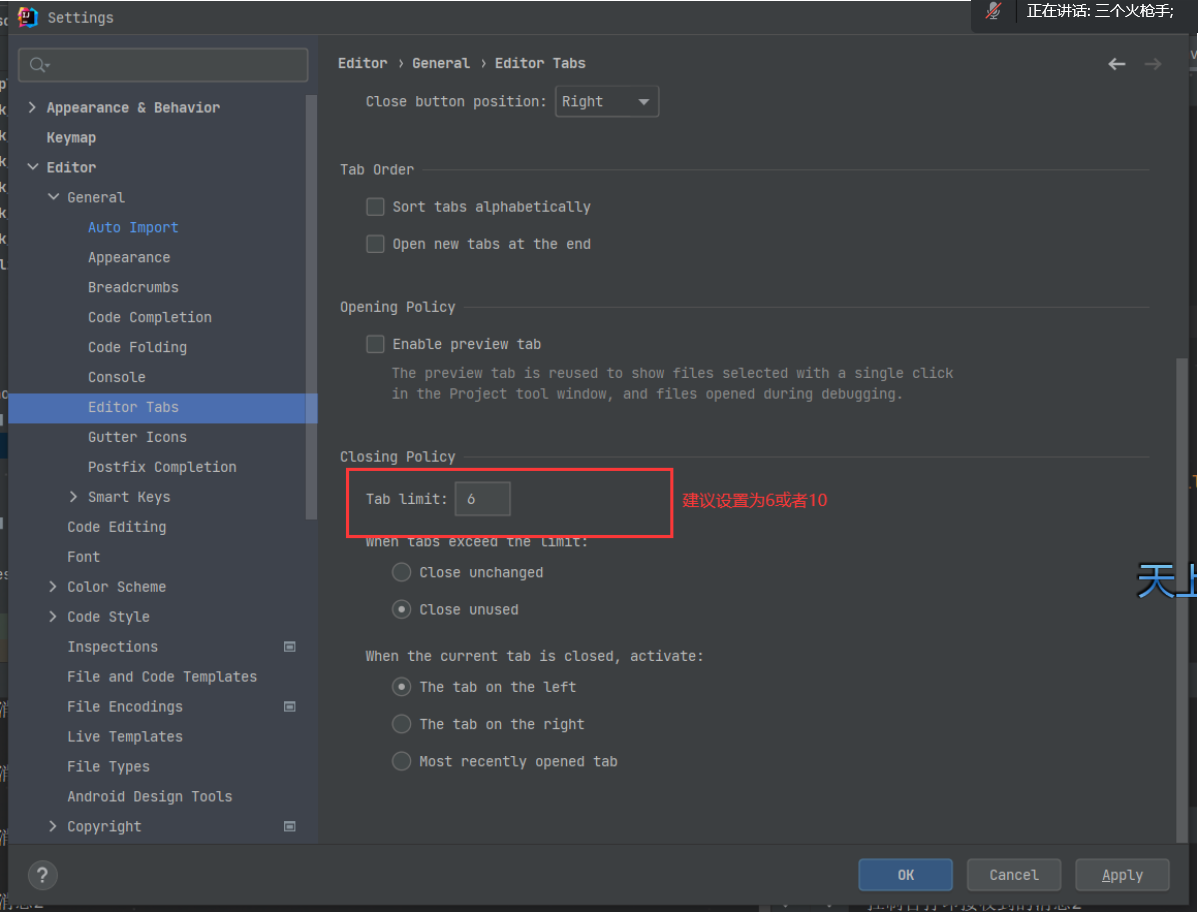 Settings
正在讲话: 三个火枪手;
Editor › General › Editor Tabs
Appearance & Behavior
Keymap
Editor
General
Auto Import
Appearance
Breadcrumbs
Code Completion
Code Folding
Console
Editor Tabs
Gutter Icons
Postfix Completion
Smart Keys
Code Editing
Font
Color Scheme
Code Style
Inspections
File and Code Templates
File Encodings
Live Templates
File Types
Android Design Tools
Copyright
Close button position: Right
Tab Order
Sort tabs alphabetically
Open new tabs at the end
Opening Policy
Enable preview tab
The preview tab is reused to show files selected with a single click
in the Project tool window, and files opened during debugging.
Closing Policy
Tab limit: 6
建议设置为6或者10
When tabs exceed the limit:
Close unchanged
Close unused
When the current tab is closed, activate:
The tab on the left
The tab on the right
Most recently opened tab
天上
?
OK
Cancel
Apply